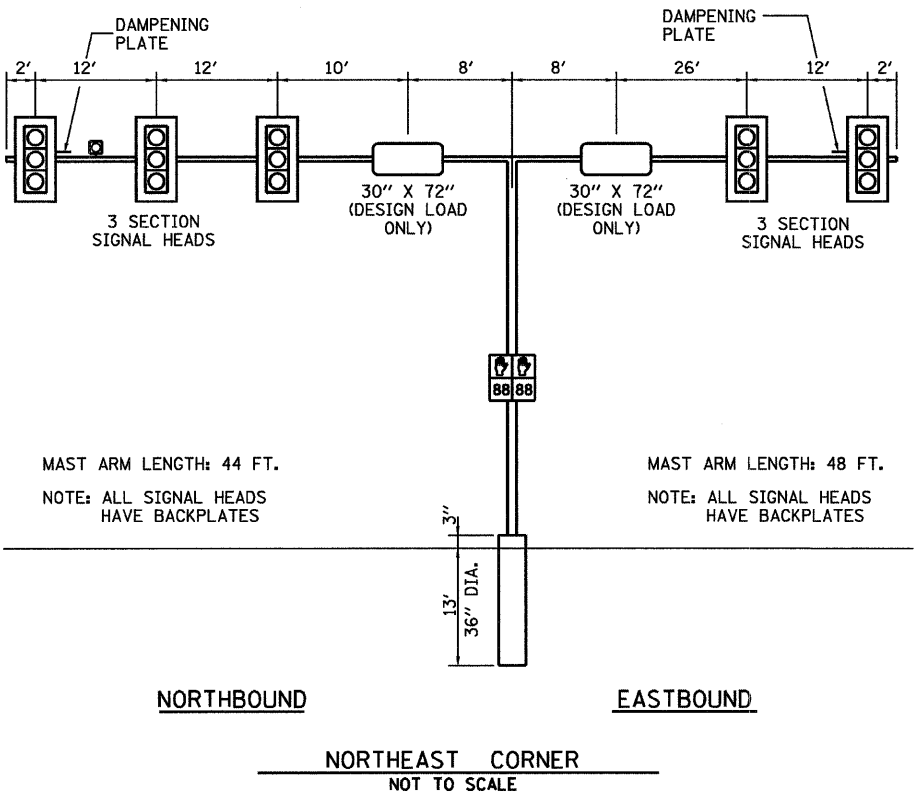 DAMPENING
PLATE
DAMPENING
PLATE
2' 12' 12' 10' 8' 8' 26' 12' 2'
30" X 72"
(DESIGN LOAD
ONLY)
30" X 72"
(DESIGN LOAD
ONLY)
3 SECTION
SIGNAL HEADS
3 SECTION
SIGNAL HEADS
88 88
MAST ARM LENGTH: 44 FT.
NOTE: ALL SIGNAL HEADS
HAVE BACKPLATES
MAST ARM LENGTH: 48 FT.
NOTE: ALL SIGNAL HEADS
HAVE BACKPLATES
3"
13'
36" DIA.
NORTHBOUND
EASTBOUND
NORTHEAST CORNER
NOT TO SCALE